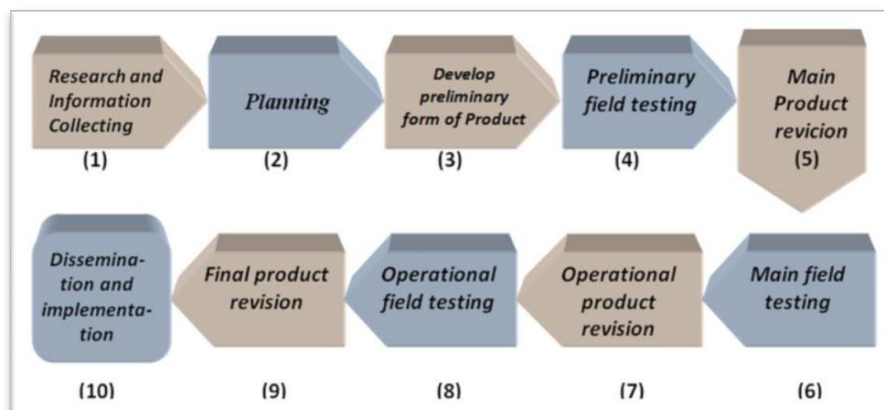 Research and
Information
Collecting
(1)
Planning
(2)
Develop
preliminary
form of Product
(3)
Preliminary
field testing
(4)
Main
Product
revicion
(5)
Main field
testing
(6)
Operational
product
revision
(7)
Operational
field testing
(8)
Final product
revision
(9)
Dissemina-
tion and
implementa-
tion
(10)